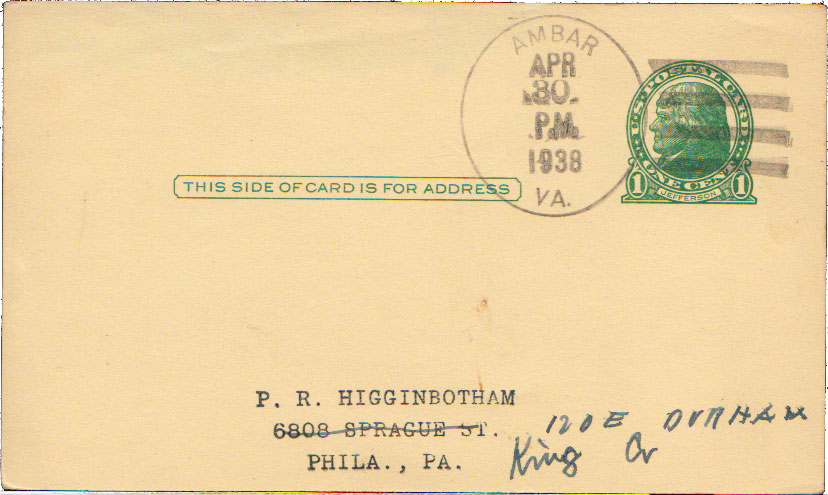 AMBAR
APR
30
P.M.
1938
VA.
U.S. POSTAL CARD
ONE CENT
1 JEFFERSON 1
THIS SIDE OF CARD IS FOR ADDRESS
P. R. HIGGINBOTHAM
6808 SPRAGUE ST. 120 E DURHAM
PHILA., PA. King Cr